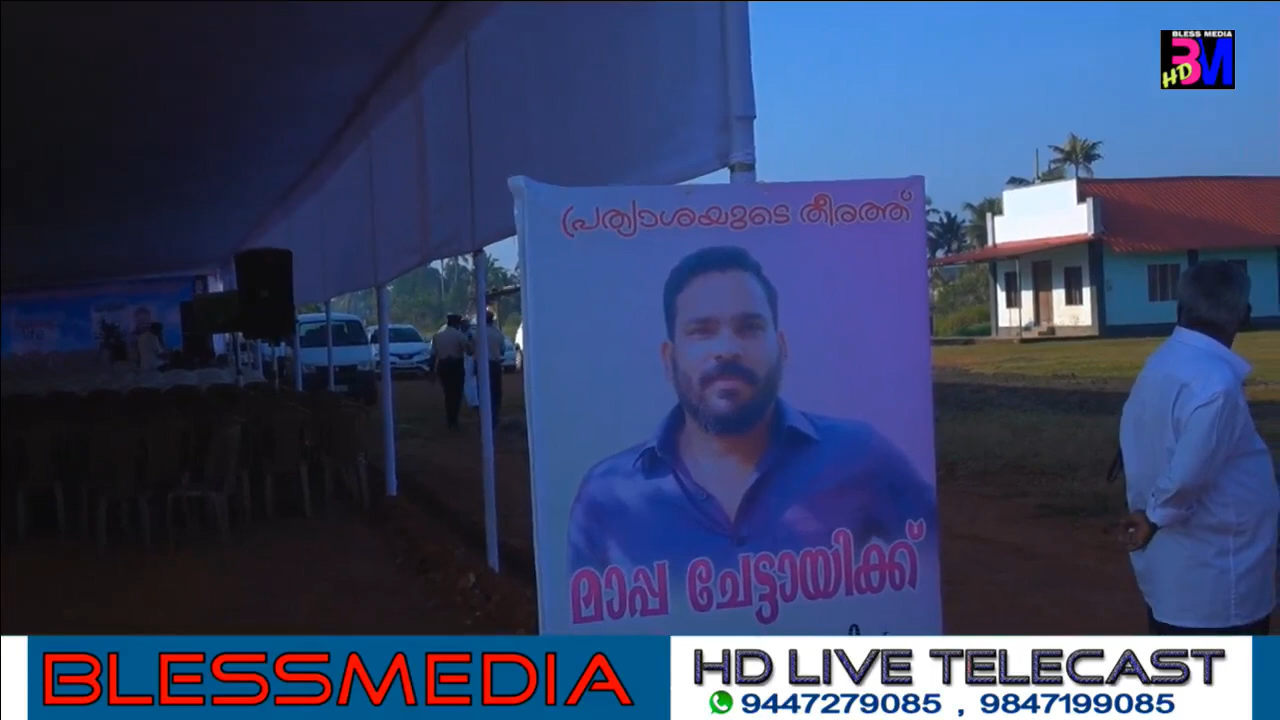 BLESS MEDIA
BM
HD
പ്രത്യാശയുടെ തീരത്ത്
മാപ്പ ചേട്ടായിക്ക്
BLESSMEDIA
HD LIVE TELECAST
9447279085 , 9847199085